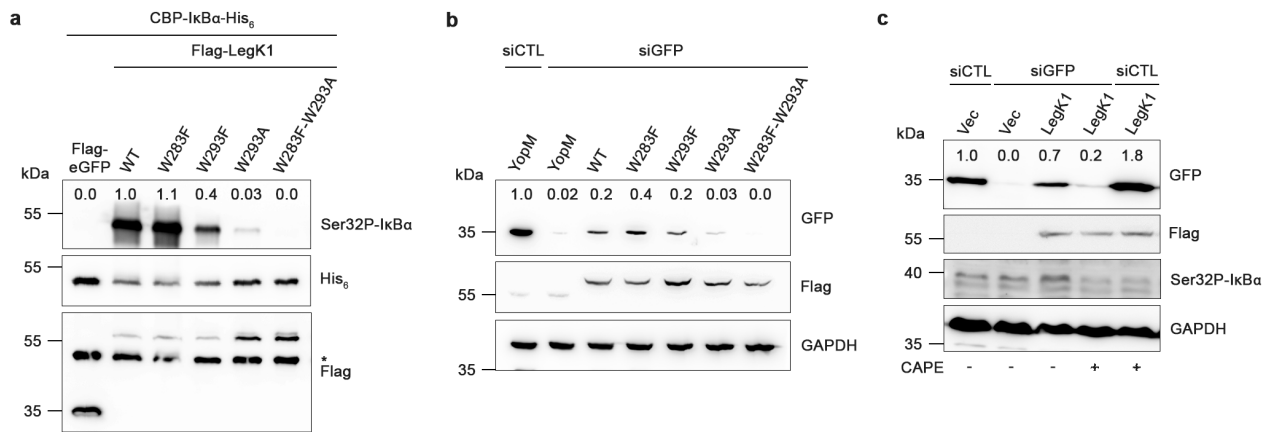 a
CBP-IκBα-His6
Flag-LegK1
Flag-eGFP WT W283F W293F W293A W283F-W293A
kDa
0.0 1.0 1.1 0.4 0.03 0.0
55
Ser32P-IκBα
55
His6
55
*
Flag
35
b
siCTL siGFP
YopM YopM WT W283F W293F W293A W283F-W293A
kDa
1.0 0.02 0.2 0.4 0.2 0.03 0.0
35
GFP
Flag
55
GAPDH
35
c
siCTL siGFP siCTL
Vec Vec LegK1 LegK1 LegK1
kDa
1.0 0.0 0.7 0.2 1.8
35
GFP
55
Flag
40
Ser32P-IκBα
GAPDH
35
CAPE - - - + +